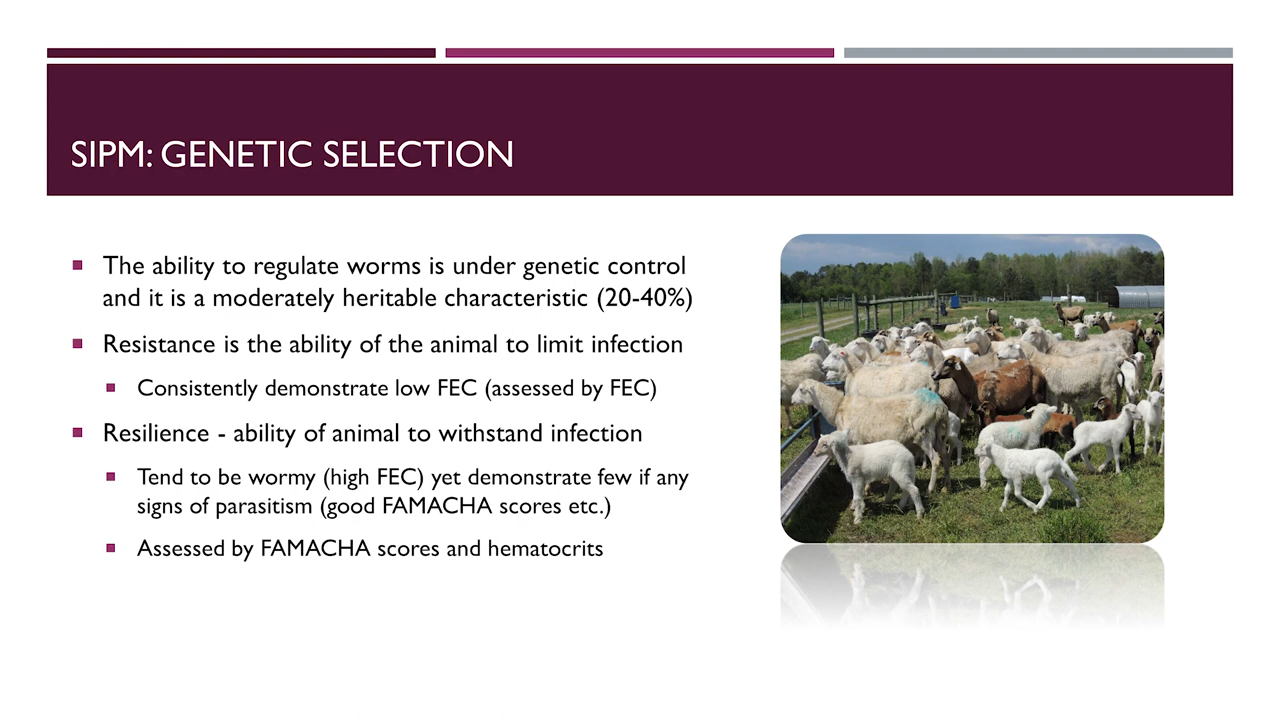 SIPM: GENETIC SELECTION
The ability to regulate worms is under genetic control
and it is a moderately heritable characteristic (20-40%)
Resistance is the ability of the animal to limit infection
Consistently demonstrate low FEC (assessed by FEC)
Resilience - ability of animal to withstand infection
Tend to be wormy (high FEC) yet demonstrate few if any
signs of parasitism (good FAMACHA scores etc.)
Assessed by FAMACHA scores and hematocrits